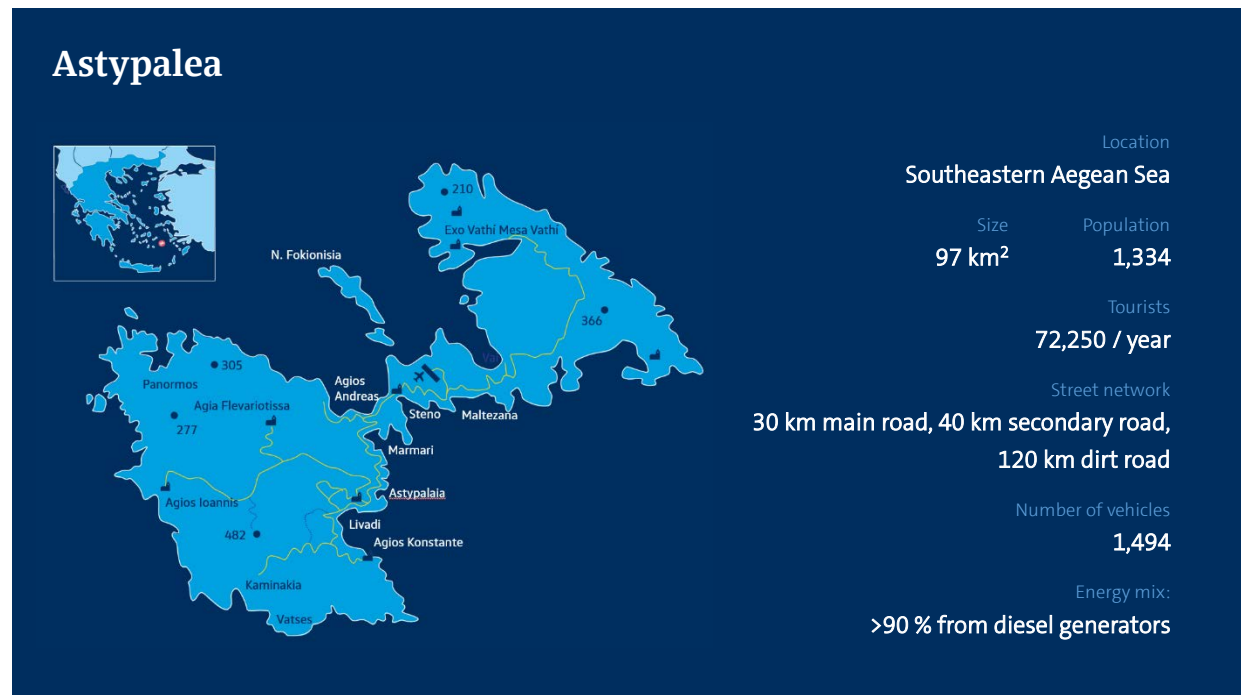 Astypalea
210
Exo Vathí Mesa Vathí
N. Fokionisia
366
Vai
305
Panormos
Agios
Andreas
Agia Flevariotissa
Steno
Maltezana
277
Marmari
Astypalaia
Agios Ioannis
Livadi
482
Agios Konstante
Kaminakia
Vatses
Location
Southeastern Aegean Sea
Size
Population
97 km²
1,334
Tourists
72,250 / year
Street network
30 km main road, 40 km secondary road,
120 km dirt road
Number of vehicles
1,494
Energy mix:
>90 % from diesel generators